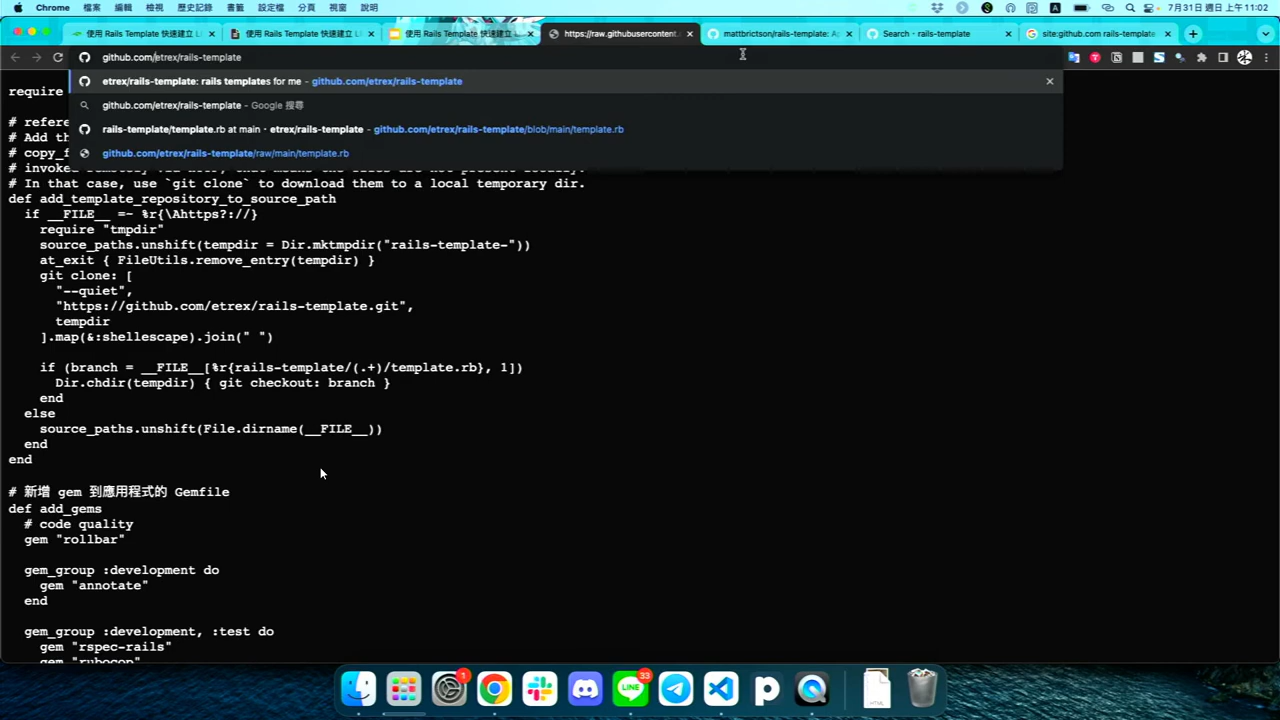 Chrome 檔案 編輯 檢視 歷史記錄 書籤 設定檔 分頁 視窗 說明
7月31日 週日 上午 11:02
使用 Rails Template 快速建立 L
使用 Rails Template 快速建立 L
使用 Rails Template 快速建立
https://raw.githubusercontent.
mattbrictson/rails-template: A
Search · rails-template
site:github.com rails-template
github.com/etrex/rails-template
etrex/rails-template: rails templates for me - github.com/etrex/rails-template
github.com/etrex/rails-template - Google 搜尋
rails-template/template.rb at main · etrex/rails-template - github.com/etrex/rails-template/blob/main/template.rb
github.com/etrex/rails-template/raw/main/template.rb
require
# refere
# Add th
# copy_f
# In that case, use `git clone` to download them to a local temporary dir.
def add_template_repository_to_source_path
if __FILE__ =~ %r{\Ahttps?://}
require "tmpdir"
source_paths.unshift(tempdir = Dir.mktmpdir("rails-template-"))
at_exit { FileUtils.remove_entry(tempdir) }
git clone: [
"--quiet",
"https://github.com/etrex/rails-template.git",
tempdir
].map(&:shellescape).join(" ")
if (branch = __FILE__[%r{rails-template/(.+)/template.rb}, 1])
Dir.chdir(tempdir) { git checkout: branch }
end
else
source_paths.unshift(File.dirname(__FILE__))
end
end
# 新增 gem 到應用程式的 Gemfile
def add_gems
# code quality
gem "rollbar"
gem_group :development do
gem "annotate"
end
gem_group :development, :test do
gem "rspec-rails"
gem "rubocop"
1
LINE
33
HTML